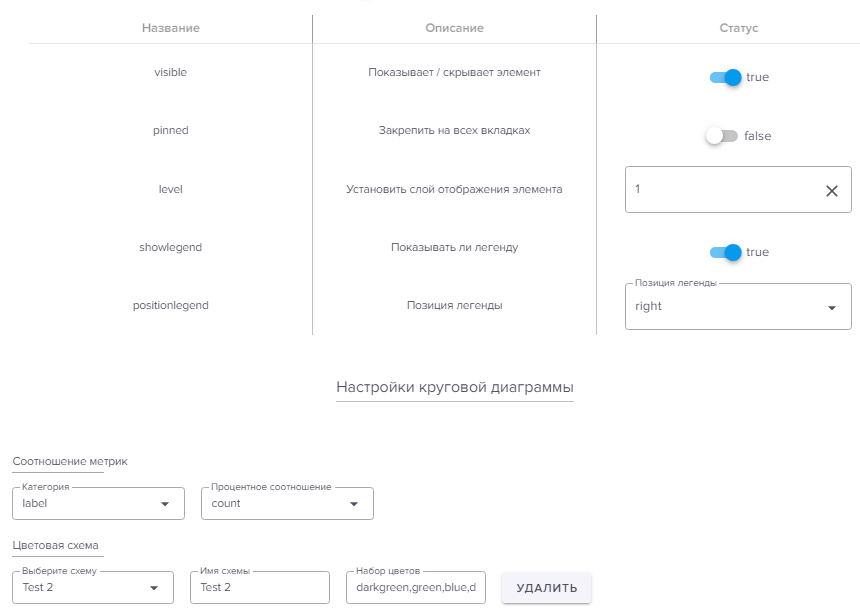 Название Описание Статус
visible Показывает / скрывает элемент true
pinned Закрепить на всех вкладках false
level Установить слой отображения элемента 1
showlegend Показывать ли легенду true
Позиция легенды
positionlegend Позиция легенды right
Настройки круговой диаграммы
Соотношение метрик
Категория Процентное соотношение
label count
Цветовая схема
Выберите схему Имя схемы Набор цветов
Test 2 Test 2 darkgreen,green,blue,d УДАЛИТЬ